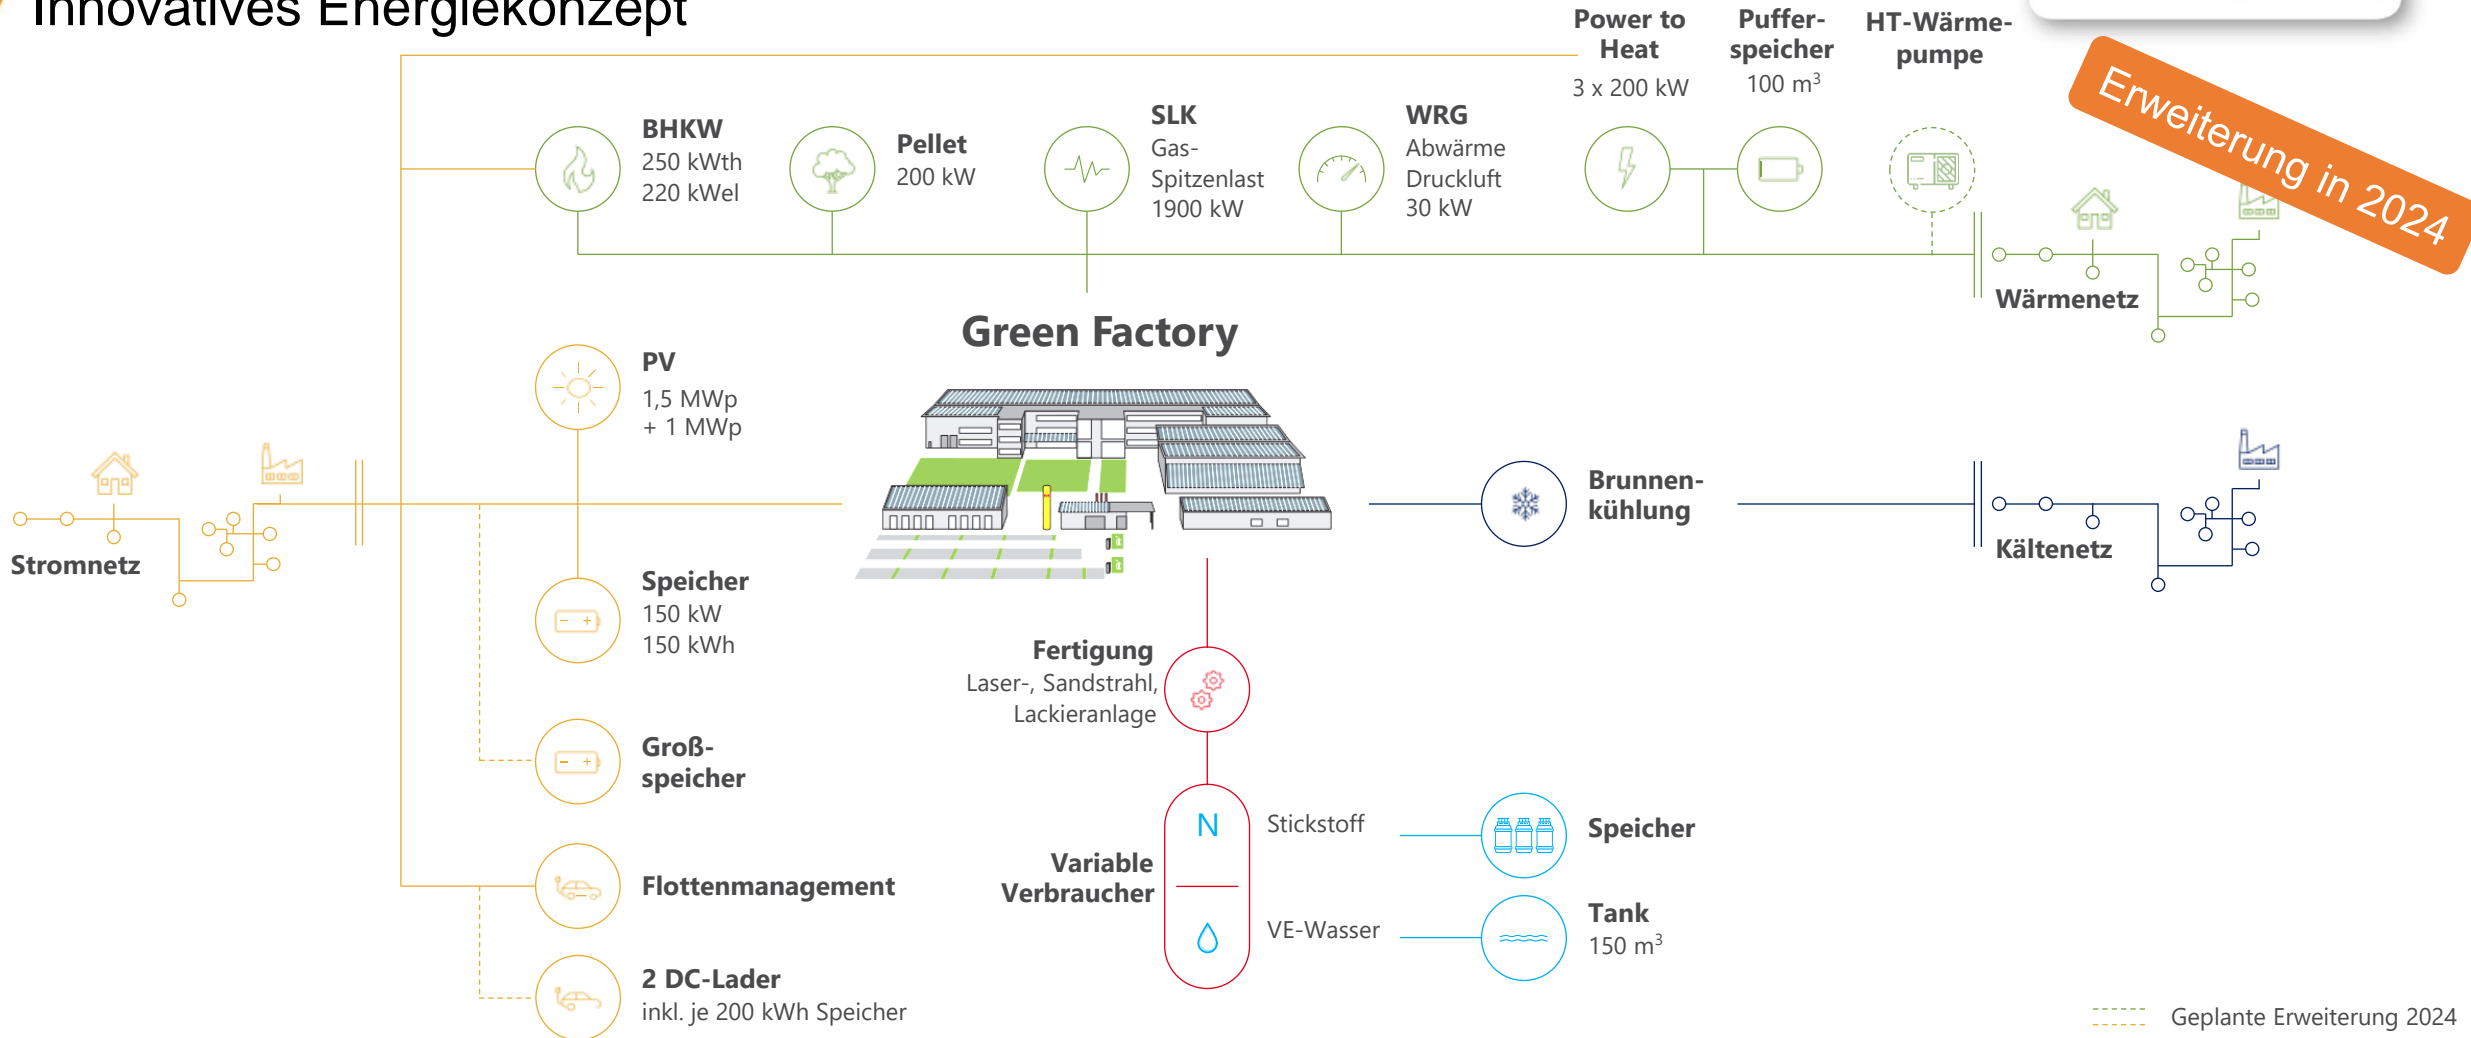 Innovatives Energiekonzept
Power to
Heat
3 x 200 kW
Puffer-
speicher
100 m³
HT-Wärme-
pumpe
Erweiterung in 2024
BHKW
250 kWth
220 kWel
Pellet
200 kW
SLK
Gas-
Spitzenlast
1900 kW
WRG
Abwärme
Druckluft
30 kW
Wärmenetz
Green Factory
PV
1,5 MWp
+ 1 MWp
Stromnetz
Brunnen-
kühlung
Kältenetz
Speicher
150 kW
150 kWh
Fertigung
Laser-, Sandstrahl,
Lackieranlage
Groß-
speicher
Variable
Verbraucher
N
Stickstoff
Speicher
VE-Wasser
Tank
150 m³
Flottenmanagement
2 DC-Lader
inkl. je 200 kWh Speicher
Geplante Erweiterung 2024